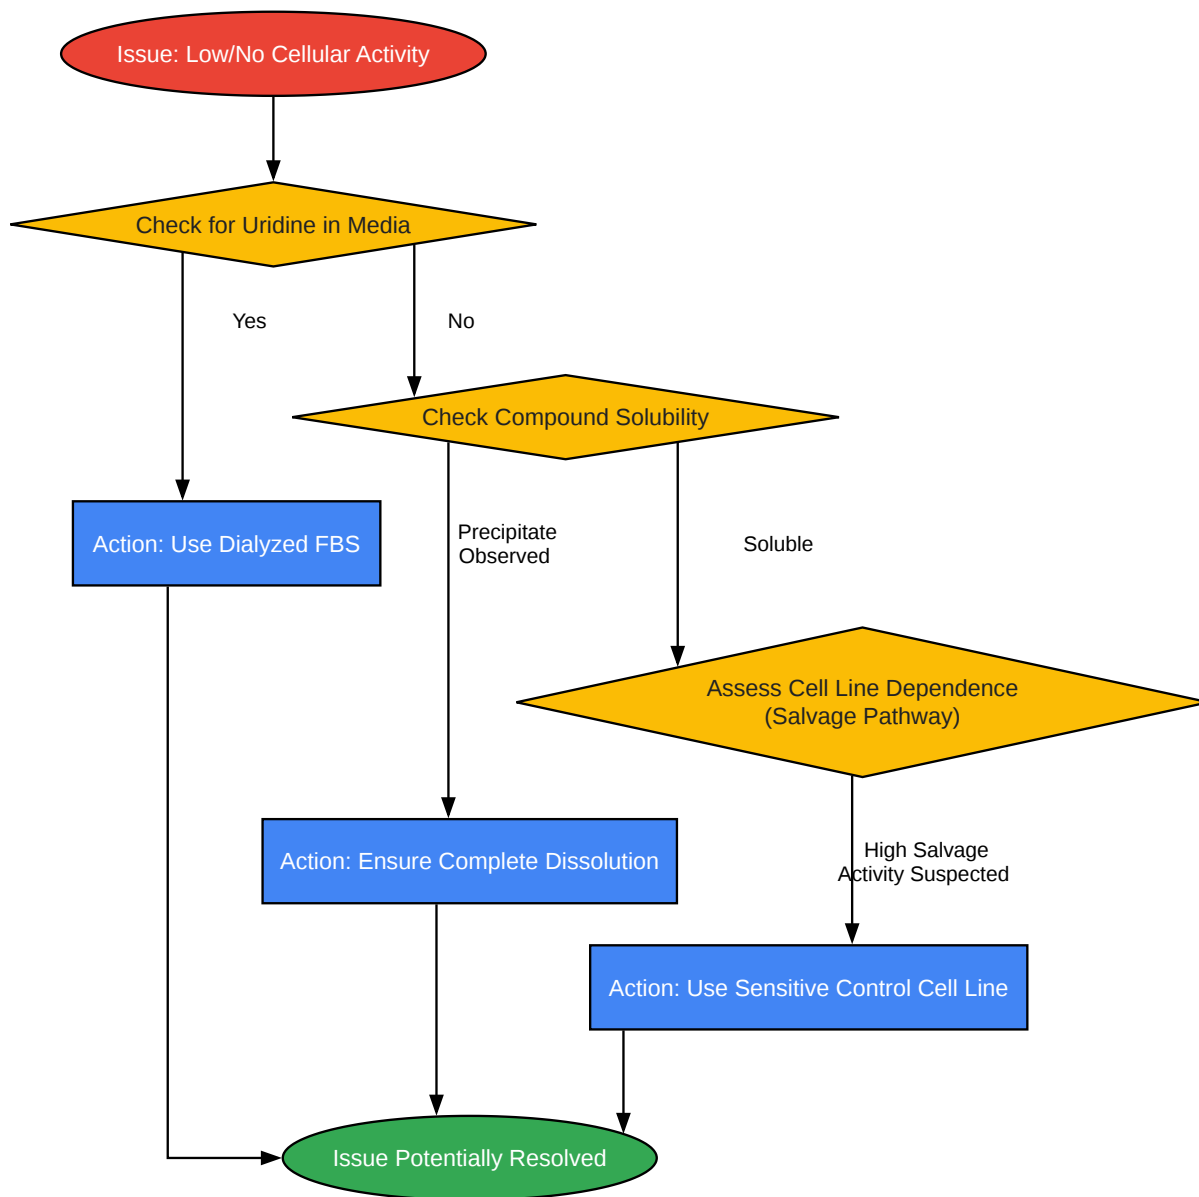 Issue: Low/No Cellular Activity
Check for Uridine in Media
Yes
No
Check Compound Solubility
Action: Use Dialyzed FBS
Precipitate
Observed
Soluble
Assess Cell Line Dependence
(Salvage Pathway)
Action: Ensure Complete Dissolution
High Salvage
Activity Suspected
Action: Use Sensitive Control Cell Line
Issue Potentially Resolved